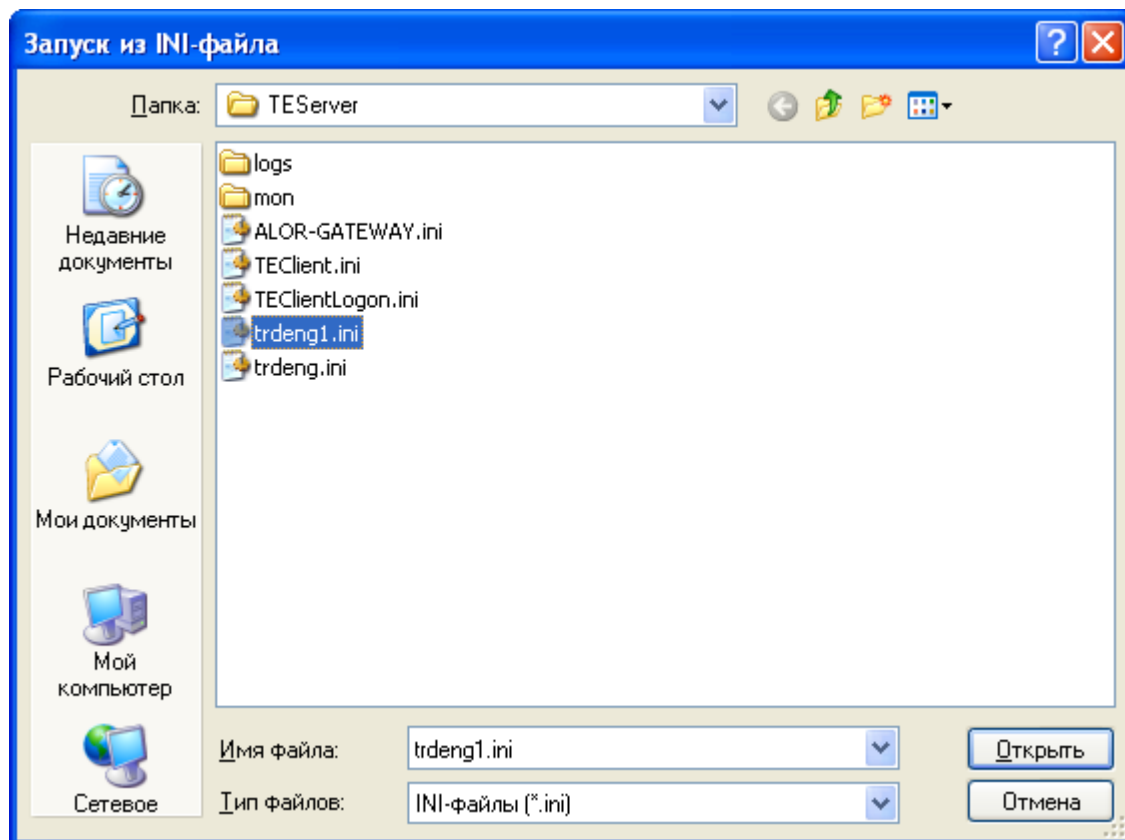 Запуск из INI-файла
Папка:
TEServer
Недавние
документы
Рабочий стол
Мои документы
Мой
компьютер
Сетевое
logs
mon
ALOR-GATEWAY.ini
TEClient.ini
TEClientLogon.ini
trdeng1.ini
trdeng.ini
Имя файла:
trdeng1.ini
Открыть
Тип файлов:
INI-файлы (*.ini)
Отмена